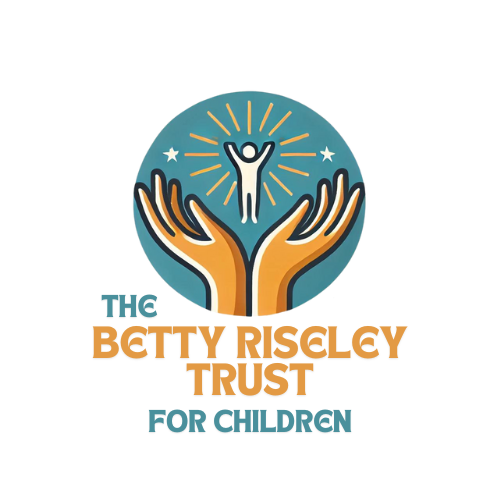 THE
BETTY RISELEY
TRUST
FOR CHILDREN